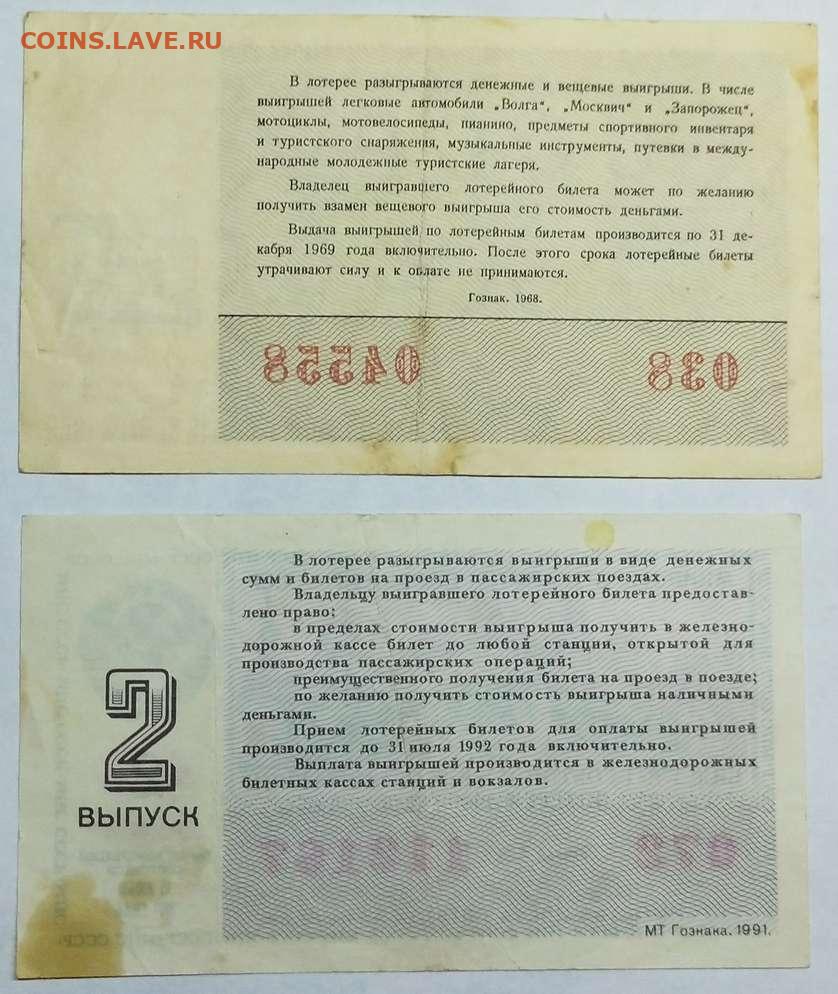 COINS.LAVE.RU
В лотерее разыгрываются денежные и вещевые выигрыши. В числе
выигрышей легковые автомобили „Волга“, „Москвич“ и „Запорожец“,
мотоциклы, мотовелосипеды, пианино, предметы спортивного инвентаря
и туристского снаряжения, музыкальные инструменты, путевки в между-
народные молодежные туристские лагеря.
Владелец выигравшего лотерейного билета может по желанию
получить взамен вещевого выигрыша его стоимость деньгами.
Выдача выигрышей по лотерейным билетам производится по 31 де-
кабря 1969 года включительно. После этого срока лотерейные билеты
утрачивают силу и к оплате не принимаются.
Гознак. 1968.
04558 038
В лотерее разыгрываются выигрыши в виде денежных
сумм и билетов на проезд в пассажирских поездах.
Владельцу выигравшего лотерейного билета предостав-
лено право:
в пределах стоимости выигрыша получить в железно-
дорожной кассе билет до любой станции, открытой для
производства пассажирских операций;
преимущественного получения билета на проезд в поезде;
по желанию получить стоимость выигрыша наличными
деньгами.
Прием лотерейных билетов для оплаты выигрышей
производится до 31 июля 1992 года включительно.
Выплата выигрышей производится в железнодорожных
билетных кассах станций и вокзалов.
2
ВЫПУСК
МТ Гознака. 1991.